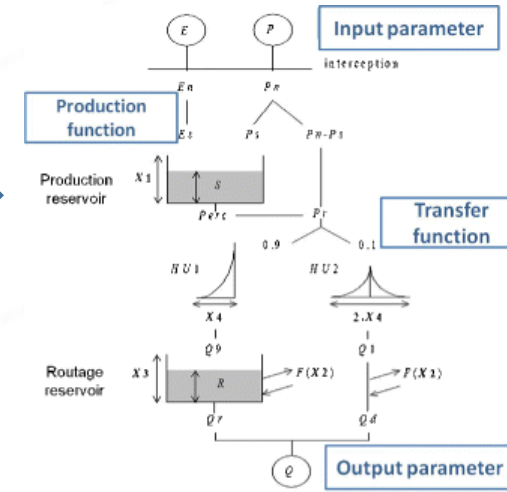 E
P
Input parameter
interception
En
Pn
Production
function
Es
Ps
Pn-Ps
Production
reservoir
X1
S
Perc
Pr
Transfer
function
0.9
0.1
HU1
HU2
X4
2.X4
Q9
Q1
Routage
reservoir
X3
R
F(X2)
F(X2)
Qr
Qd
Q
Output parameter